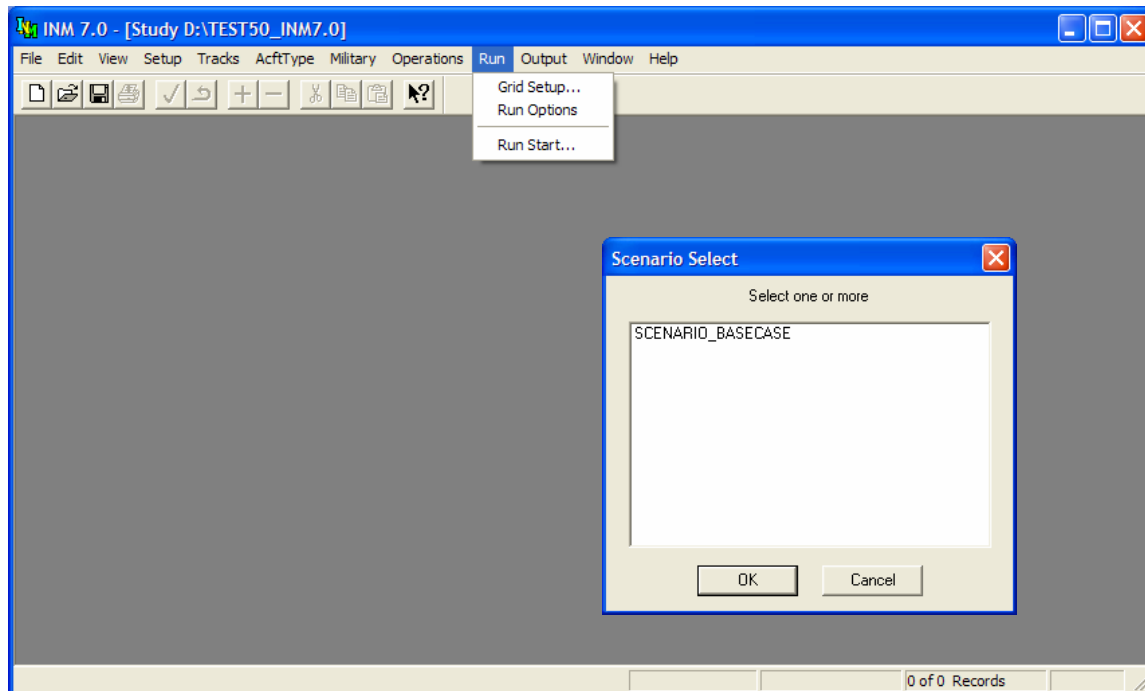 INM 7.0 - [Study D:\TEST50_INM7.0]
File Edit View Setup Tracks AcftType Military Operations Run Output Window Help
Grid Setup...
Run Options
Run Start...
Scenario Select
Select one or more
SCENARIO_BASECASE
OK Cancel
0 of 0 Records